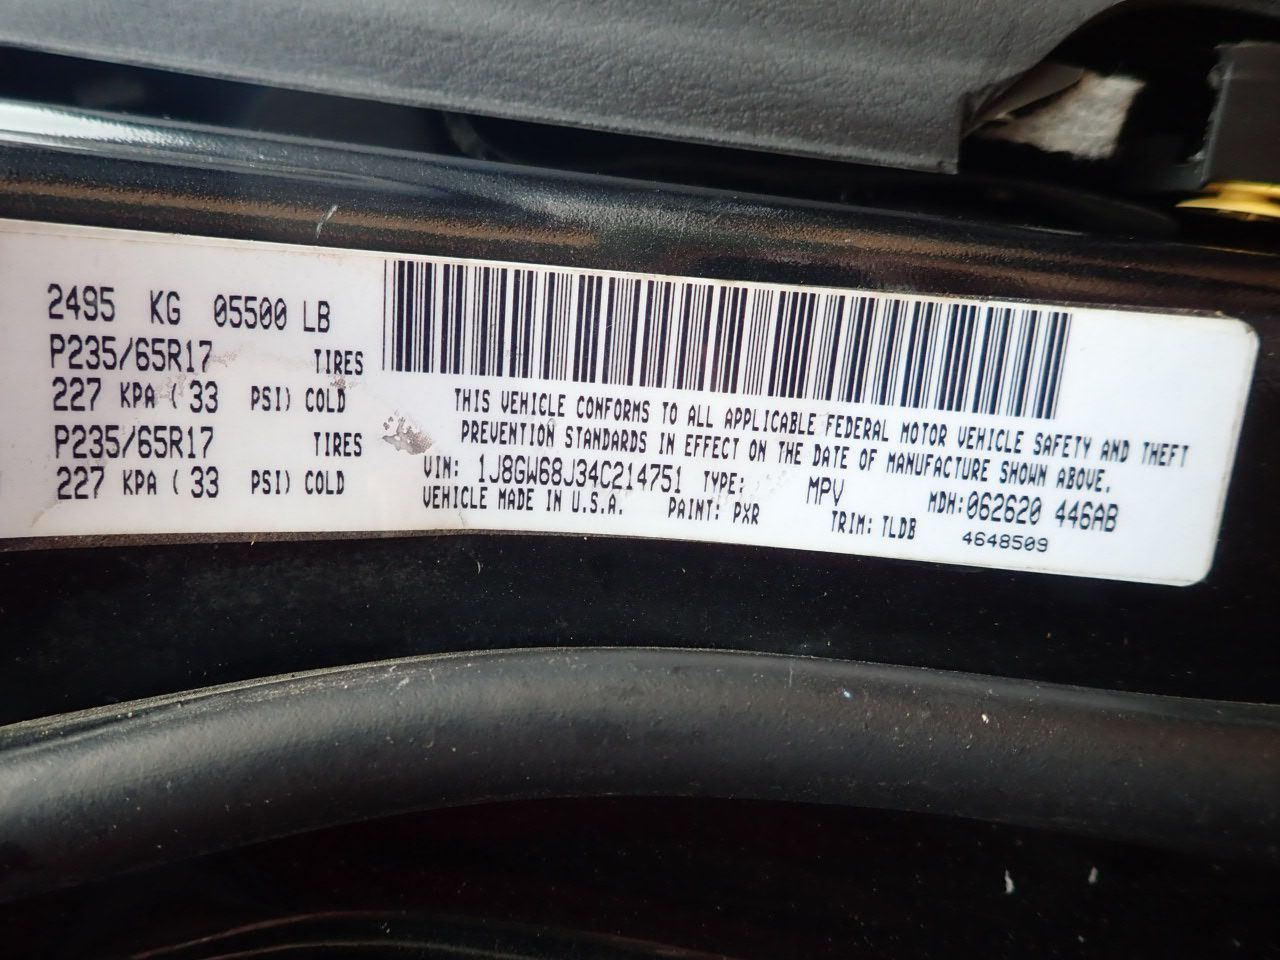 2495 KG 05500 LB
P235/65R17 TIRES
227 KPA ( 33 PSI) COLD
P235/65R17 TIRES
227 KPA ( 33 PSI) COLD
THIS VEHICLE CONFORMS TO ALL APPLICABLE FEDERAL MOTOR VEHICLE SAFETY AND THEFT
PREVENTION STANDARDS IN EFFECT ON THE DATE OF MANUFACTURE SHOWN ABOVE.
VIN: 1J8GW68J34C214751 TYPE: MPV MDH:062620 446AB
VEHICLE MADE IN U.S.A. PAINT: PXR TRIM: TLDB 4648509